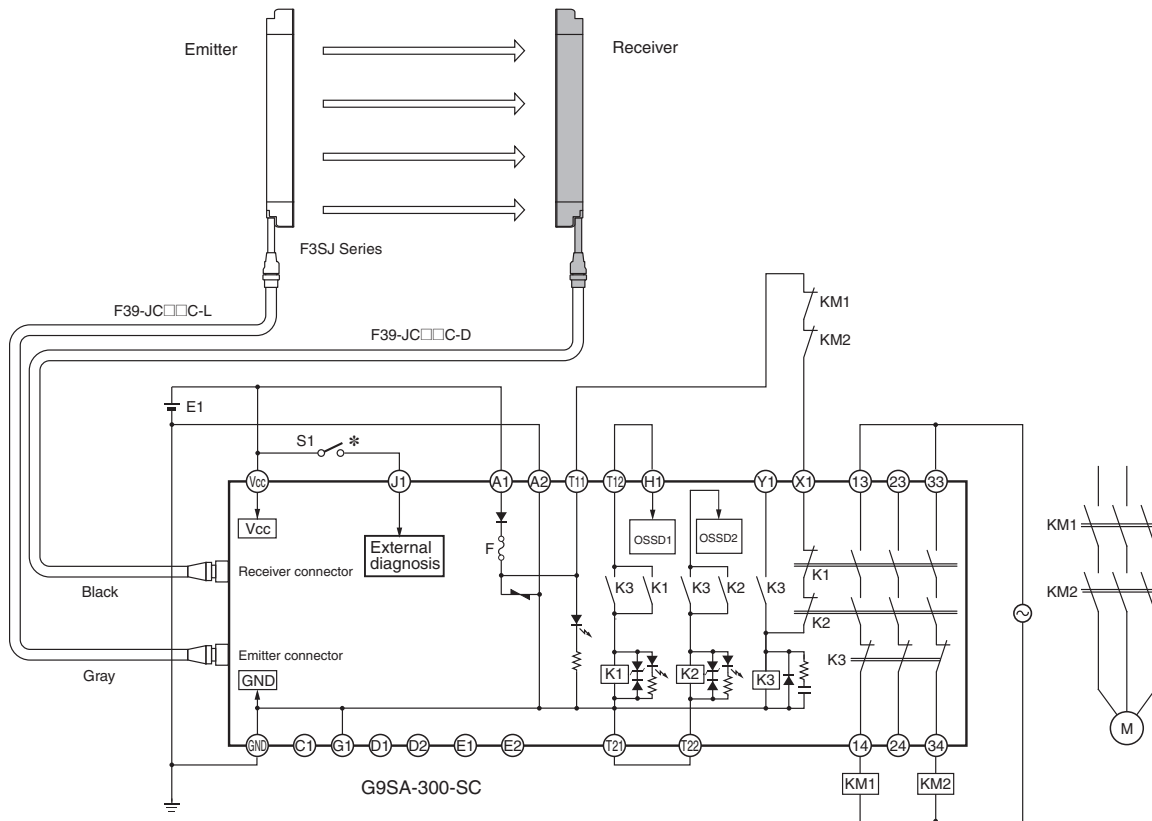 Emitter
Receiver
F3SJ Series
F39-JC□□C-L
F39-JC□□C-D
KM1
KM2
E1
S1
*
Vcc
J1
A1
A2
T11
T12
H1
Y1
X1
13
23
33
Vcc
External
diagnosis
F
OSSD1
OSSD2
KM1
KM2
Receiver connector
Black
K3
K1
K3
K2
K3
K1
K2
K3
Emitter connector
Gray
GND
K1
K2
K3
M
GND
C1
G1
D1
D2
E1
E2
T21
T22
14
24
34
G9SA-300-SC
KM1
KM2